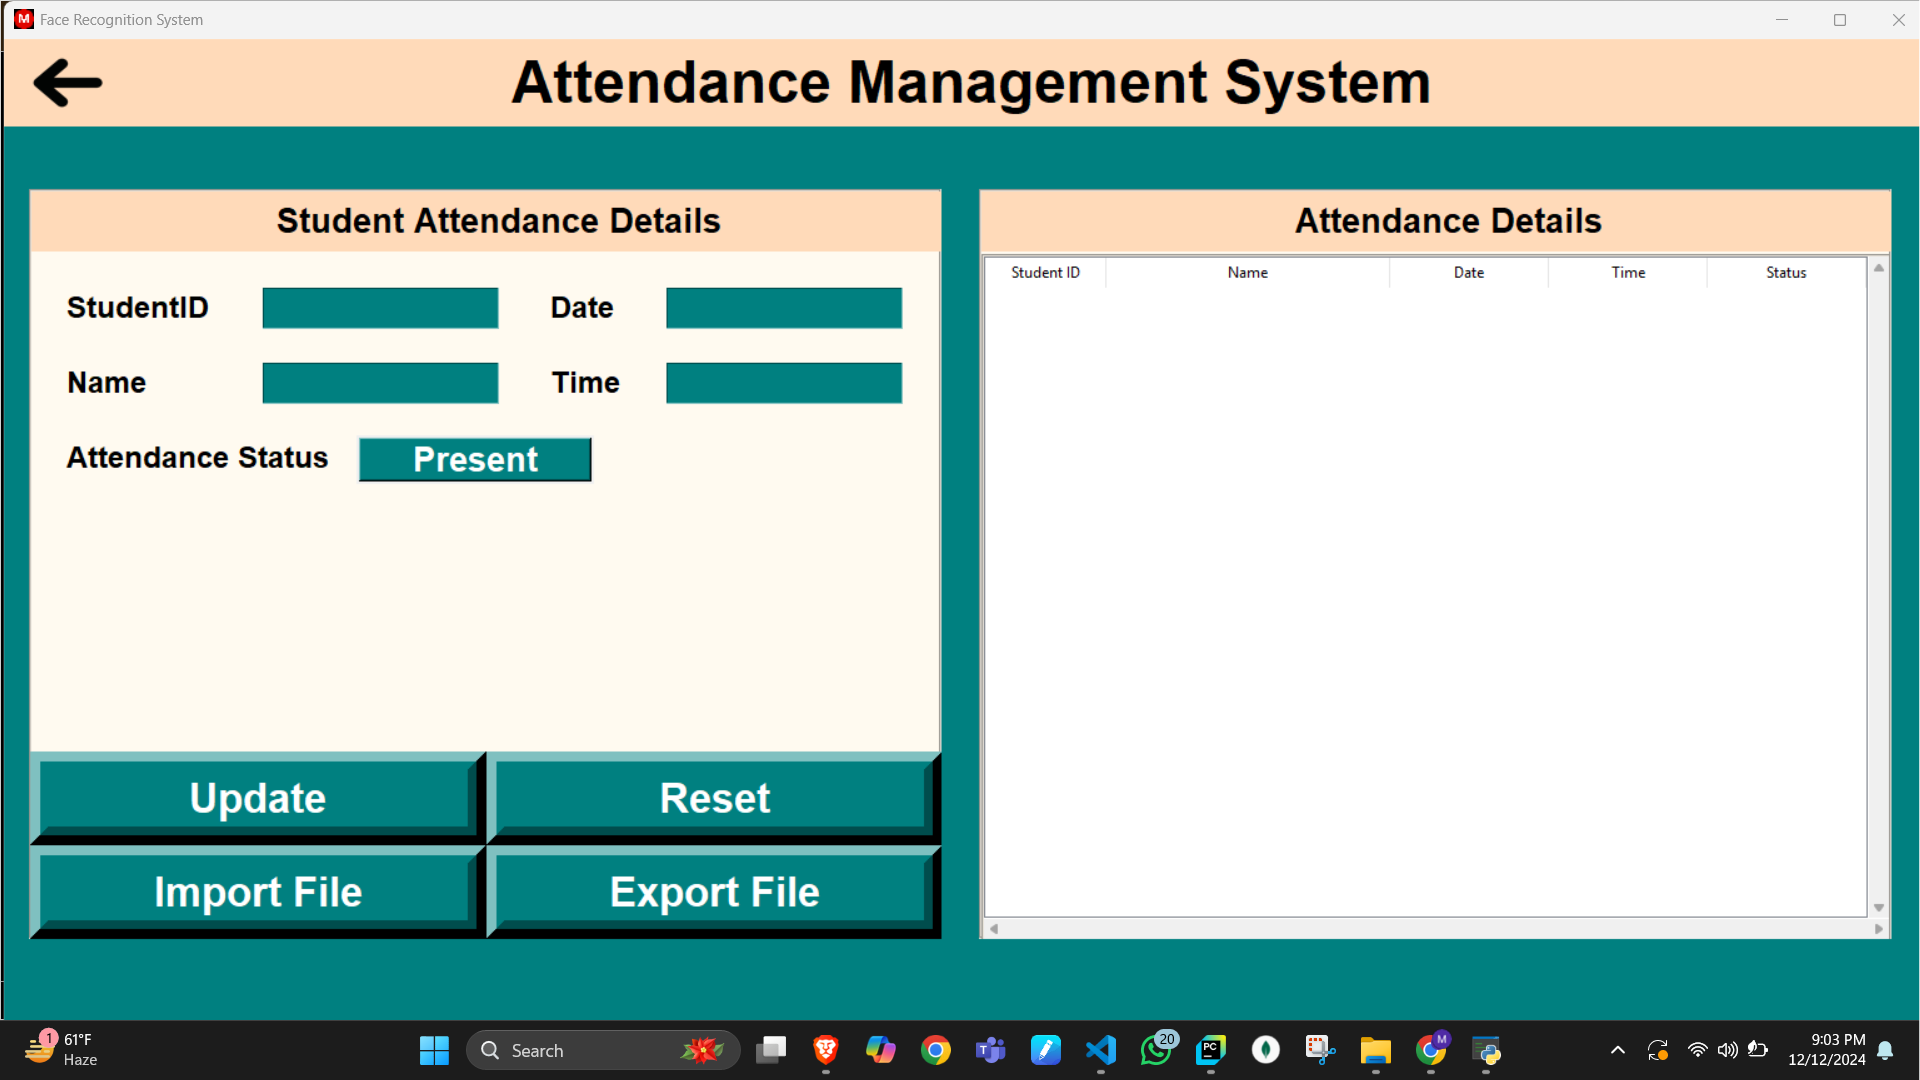 M Face Recognition System
Attendance Management System
Student Attendance Details
StudentID
Date
Name
Time
Attendance Status Present
Update Reset
Import File Export File
Attendance Details
Student ID Name Date Time Status
1
61°F
Haze
Search
T
20
PC
M
9:03 PM
12/12/2024